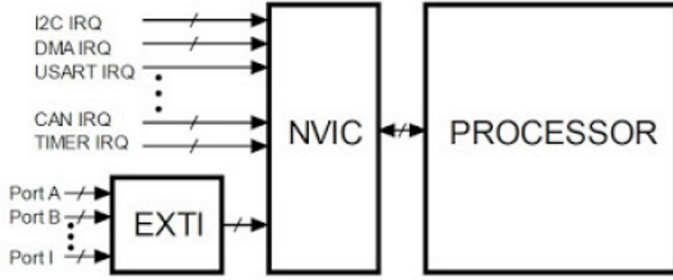 I2C IRQ
DMA IRQ
USART IRQ
CAN IRQ
TIMER IRQ
NVIC
PROCESSOR
Port A
Port B
Port I
EXTI